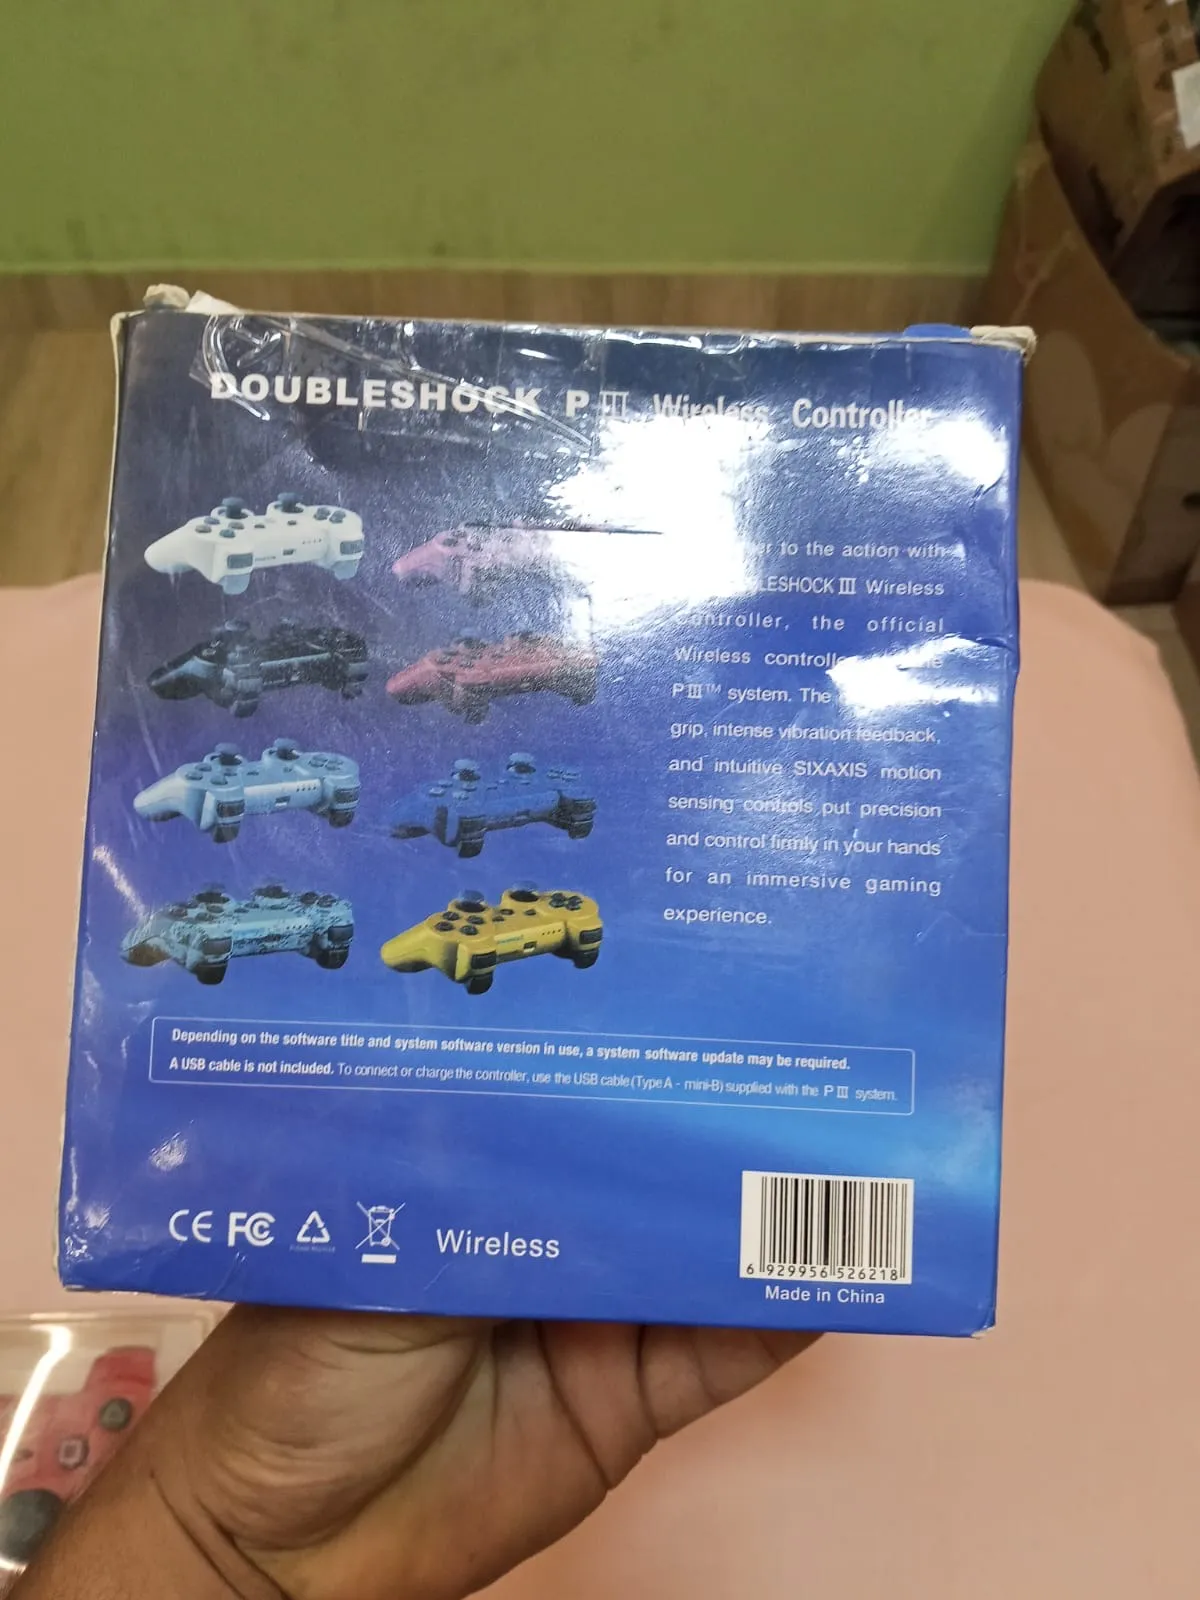 DOUBLESHOCK P III Wireless Controller
to the action with
III Wireless
Controller, the official
Wireless
P III™ system. The
grip, intense vibration feedback,
and intuitive SIXAXIS motion
sensing controls put precision
and control firmly in your hands
for an immersive gaming
experience.
Depending on the software title and system software version in use, a system software update may be required.
A USB cable is not included. To connect or charge the controller, use the USB cable (Type A - mini-B) supplied with the P III system.
CE FC Wireless
6 929956 526218
Made in China